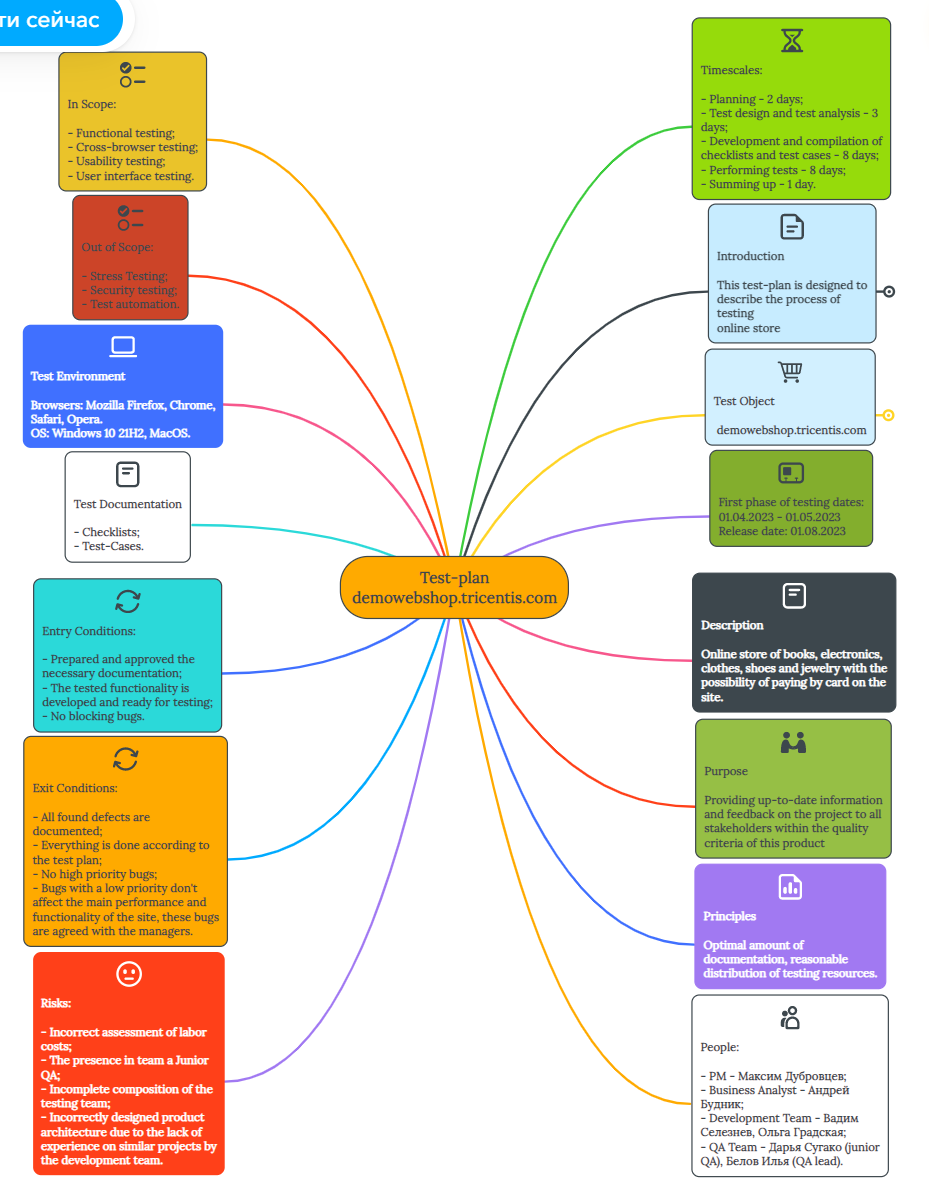 ти сейчас
In Scope:
- Functional testing;
- Cross-browser testing;
- Usability testing;
- User interface testing.
Out of Scope:
- Stress Testing;
- Security testing;
- Test automation.
Test Environment
Browsers: Mozilla Firefox, Chrome,
Safari, Opera.
OS: Windows 10 21H2, MacOS.
Test Documentation
- Checklists;
- Test-Cases.
Entry Conditions:
- Prepared and approved the
necessary documentation;
- The tested functionality is
developed and ready for testing;
- No blocking bugs.
Exit Conditions:
- All found defects are
documented;
- Everything is done according to
the test plan;
- No high priority bugs;
- Bugs with a low priority don't
affect the main performance and
functionality of the site, these bugs
are agreed with the managers.
Risks:
- Incorrect assessment of labor
costs;
- The presence in team a Junior
QA;
- Incomplete composition of the
testing team;
- Incorrectly designed product
architecture due to the lack of
experience on similar projects by
the development team.
Test-plan
demowebshop.tricentis.com
Timescales:
- Planning - 2 days;
- Test design and test analysis - 3
days;
- Development and compilation of
checklists and test cases - 8 days;
- Performing tests - 8 days;
- Summing up - 1 day.
Introduction
This test-plan is designed to
describe the process of
testing
online store
Test Object
demowebshop.tricentis.com
First phase of testing dates:
01.04.2023 - 01.05.2023
Release date: 01.08.2023
Description
Online store of books, electronics,
clothes, shoes and jewelry with the
possibility of paying by card on the
site.
Purpose
Providing up-to-date information
and feedback on the project to all
stakeholders within the quality
criteria of this product
Principles
Optimal amount of
documentation, reasonable
distribution of testing resources.
People:
- PM - Максим Дубровцев;
- Business Analyst - Андрей
Будник;
- Development Team - Вадим
Селезнев, Ольга Градская;
- QA Team - Дарья Сугако (junior
QA), Белов Илья (QA lead).